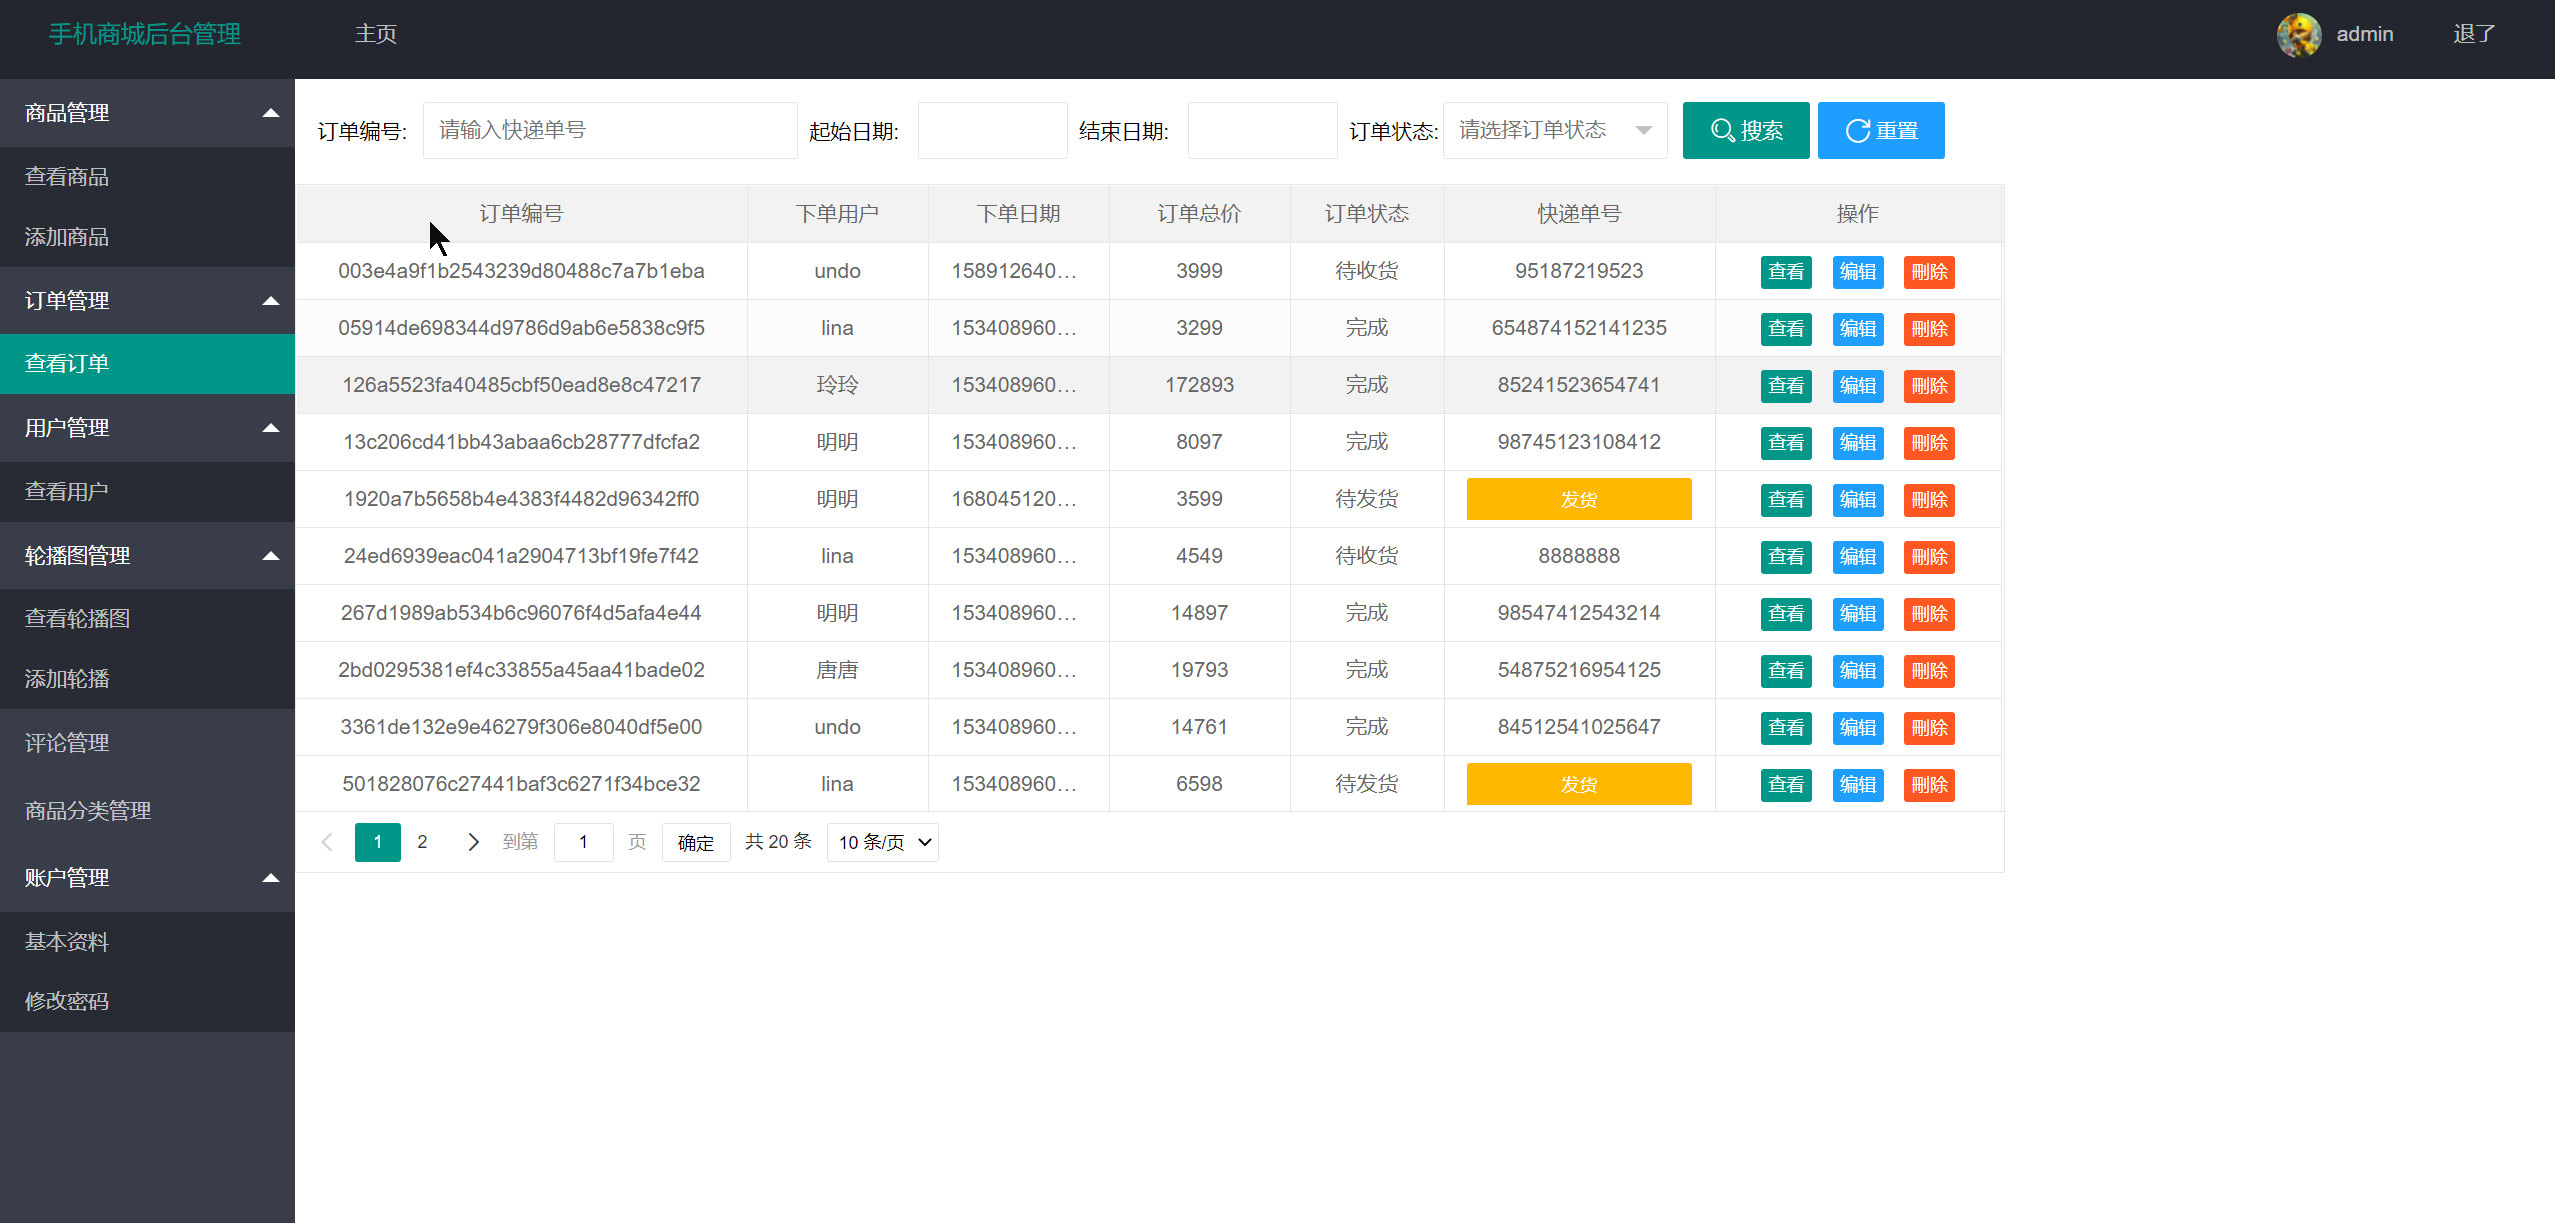 手机商城后台管理 主页 admin 退了
商品管理
查看商品
添加商品
订单管理
查看订单
用户管理
查看用户
轮播图管理
查看轮播图
添加轮播
评论管理
商品分类管理
账户管理
基本资料
修改密码
订单编号: 请输入快递单号 起始日期: 结束日期: 订单状态: 请选择订单状态 搜索 重置
订单编号 下单用户 下单日期 订单总价 订单状态 快递单号 操作
003e4a9f1b2543239d80488c7a7b1eba undo 158912640... 3999 待收货 95187219523 查看 编辑 刪除
05914de698344d9786d9ab6e5838c9f5 lina 153408960... 3299 完成 654874152141235 查看 编辑 刪除
126a5523fa40485cbf50ead8e8c47217 玲玲 153408960... 172893 完成 85241523654741 查看 编辑 刪除
13c206cd41bb43abaa6cb28777dfcfa2 明明 153408960... 8097 完成 98745123108412 查看 编辑 刪除
1920a7b5658b4e4383f4482d96342ff0 明明 168045120... 3599 待发货 发货 查看 编辑 刪除
24ed6939eac041a2904713bf19fe7f42 lina 153408960... 4549 待收货 8888888 查看 编辑 刪除
267d1989ab534b6c96076f4d5afa4e44 明明 153408960... 14897 完成 98547412543214 查看 编辑 刪除
2bd0295381ef4c33855a45aa41bade02 唐唐 153408960... 19793 完成 54875216954125 查看 编辑 刪除
3361de132e9e46279f306e8040df5e00 undo 153408960... 14761 完成 84512541025647 查看 编辑 刪除
501828076c27441baf3c6271f34bce32 lina 153408960... 6598 待发货 发货 查看 编辑 刪除
1 2 到第 1 页 确定 共 20 条 10 条/页